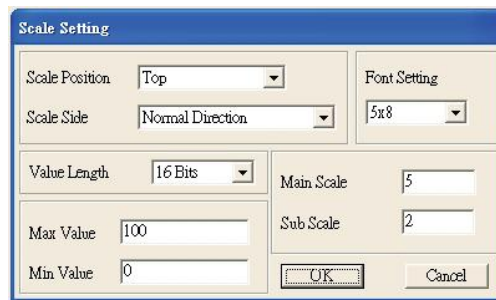 Scale Setting
Scale Position Top
Scale Side Normal Direction
Font Setting
5x8
Value Length 16 Bits
Max Value 100
Min Value 0
Main Scale 5
Sub Scale 2
OK Cancel